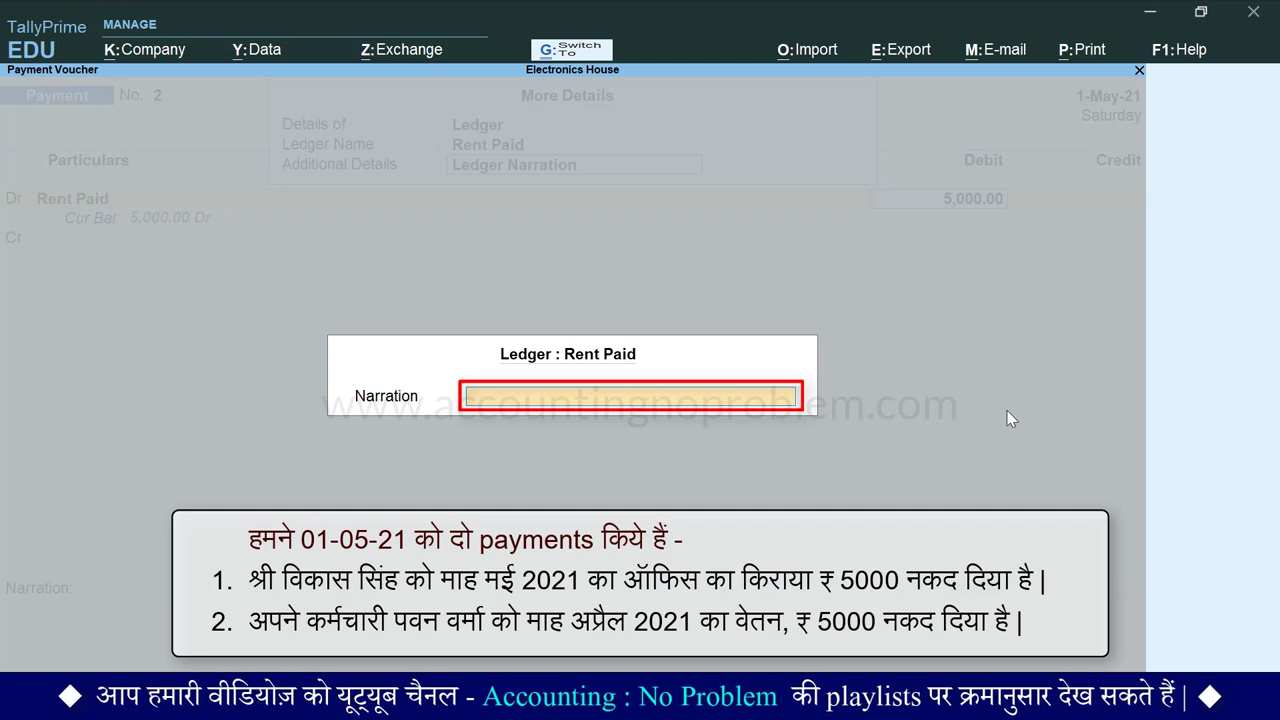 TallyPrime
MANAGE
EDU
K:Company Y:Data Z:Exchange G:Switch To O:Import E:Export M:E-mail P:Print F1:Help
Payment Voucher Electronics House
Payment No. 2 More Details 1-May-21
Saturday
Details of : Ledger
Ledger Name : Rent Paid
Additional Details : Ledger Narration
Particulars Debit Credit
Dr Rent Paid 5,000.00
Cur Bal: 5,000.00 Dr
Cr
Ledger : Rent Paid
Narration
www.accountingnoproblem.com
हमने 01-05-21 को दो payments किये हैं -
1. श्री विकास सिंह को माह मई 2021 का ऑफिस का किराया ₹ 5000 नकद दिया है |
2. अपने कर्मचारी पवन वर्मा को माह अप्रैल 2021 का वेतन, ₹ 5000 नकद दिया है |
Narration:
◆ आप हमारी वीडियोज़ को यूट्यूब चैनल - Accounting : No Problem की playlists पर क्रमानुसार देख सकते हैं | ◆